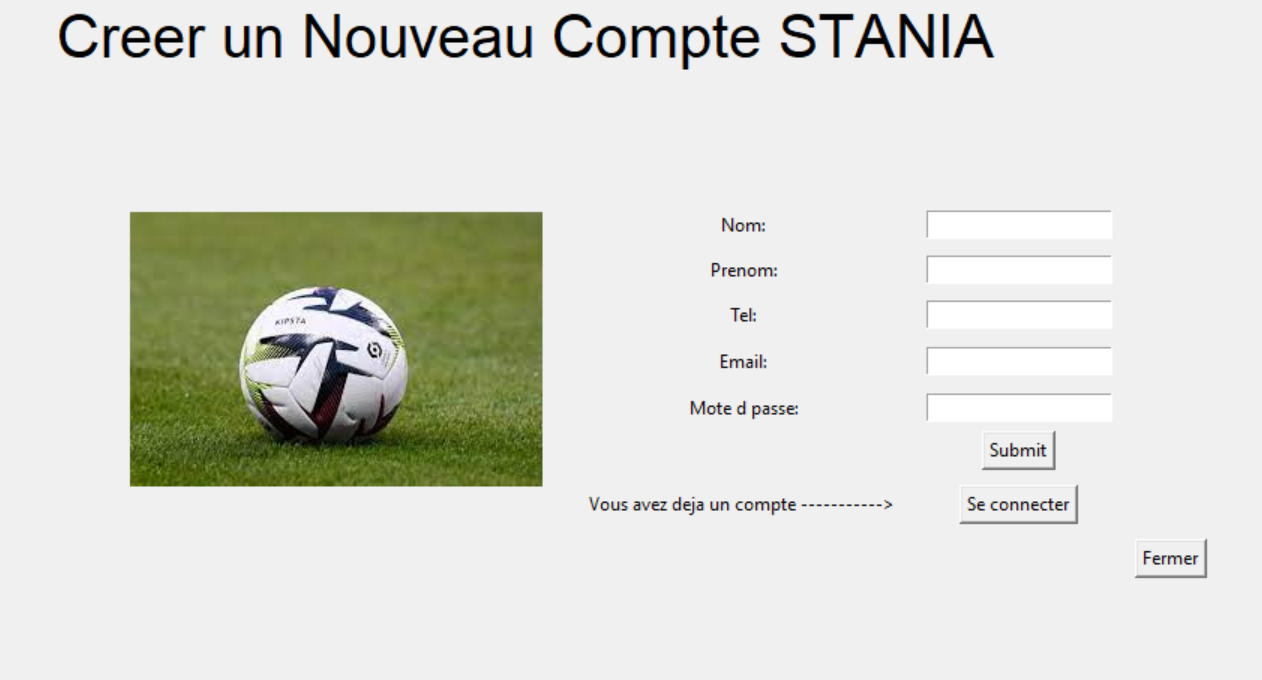 Creer un Nouveau Compte STANIA
KIPSTA
Nom:
Prenom:
Tel:
Email:
Mote d passe:
Submit
Vous avez deja un compte ----------->
Se connecter
Fermer